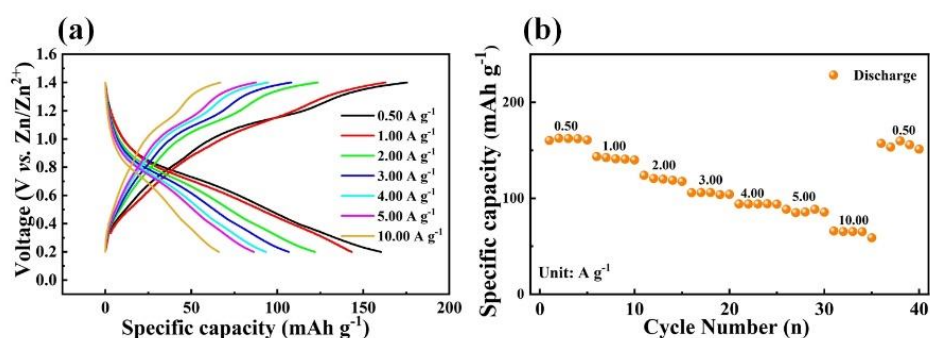 (a)
Voltage (V vs. Zn/Zn²⁺)
1.6
1.4
1.2
1.0
0.8
0.6
0.4
0.2
0.0
0.50 A g⁻¹
1.00 A g⁻¹
2.00 A g⁻¹
3.00 A g⁻¹
4.00 A g⁻¹
5.00 A g⁻¹
10.00 A g⁻¹
0 50 100 150 200
Specific capacity (mAh g⁻¹)
(b)
Specific capacity (mAh g⁻¹)
200
100
0
Discharge
0.50
1.00
2.00
3.00
4.00
5.00
10.00
0.50
Unit: A g⁻¹
0 10 20 30 40
Cycle Number (n)